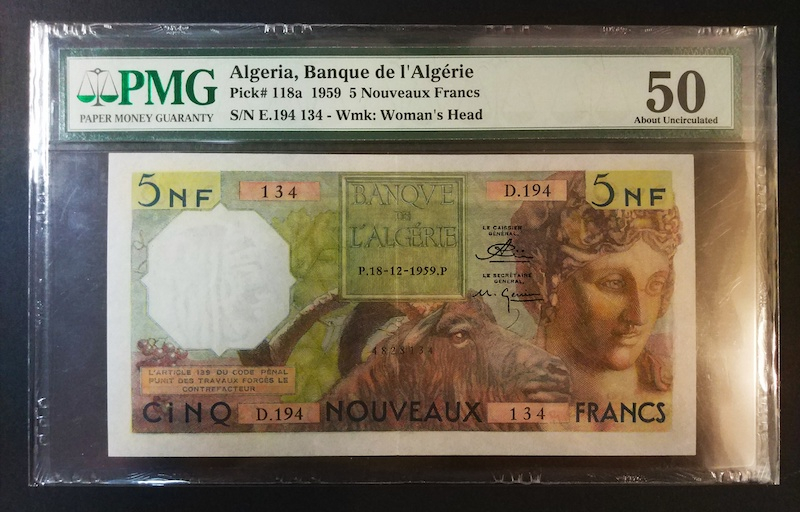 PMG
PAPER MONEY GUARANTY
Algeria, Banque de l'Algérie
Pick# 118a 1959 5 Nouveaux Francs
S/N E.194 134 - Wmk: Woman's Head
50
About Uncirculated
5 NF
134
BANQVE
DE
L'ALGÉRIE
P.18-12-1959.P
D.194
5 NF
LE CAISSIER
GÉNÉRAL,
LE SECRÉTAIRE
GÉNÉRAL,
L'ARTICLE 139 DU CODE PÉNAL
PUNIT DES TRAVAUX FORCÉS LE
CONTREFACTEUR
CINQ D.194 NOUVEAUX 134 FRANCS